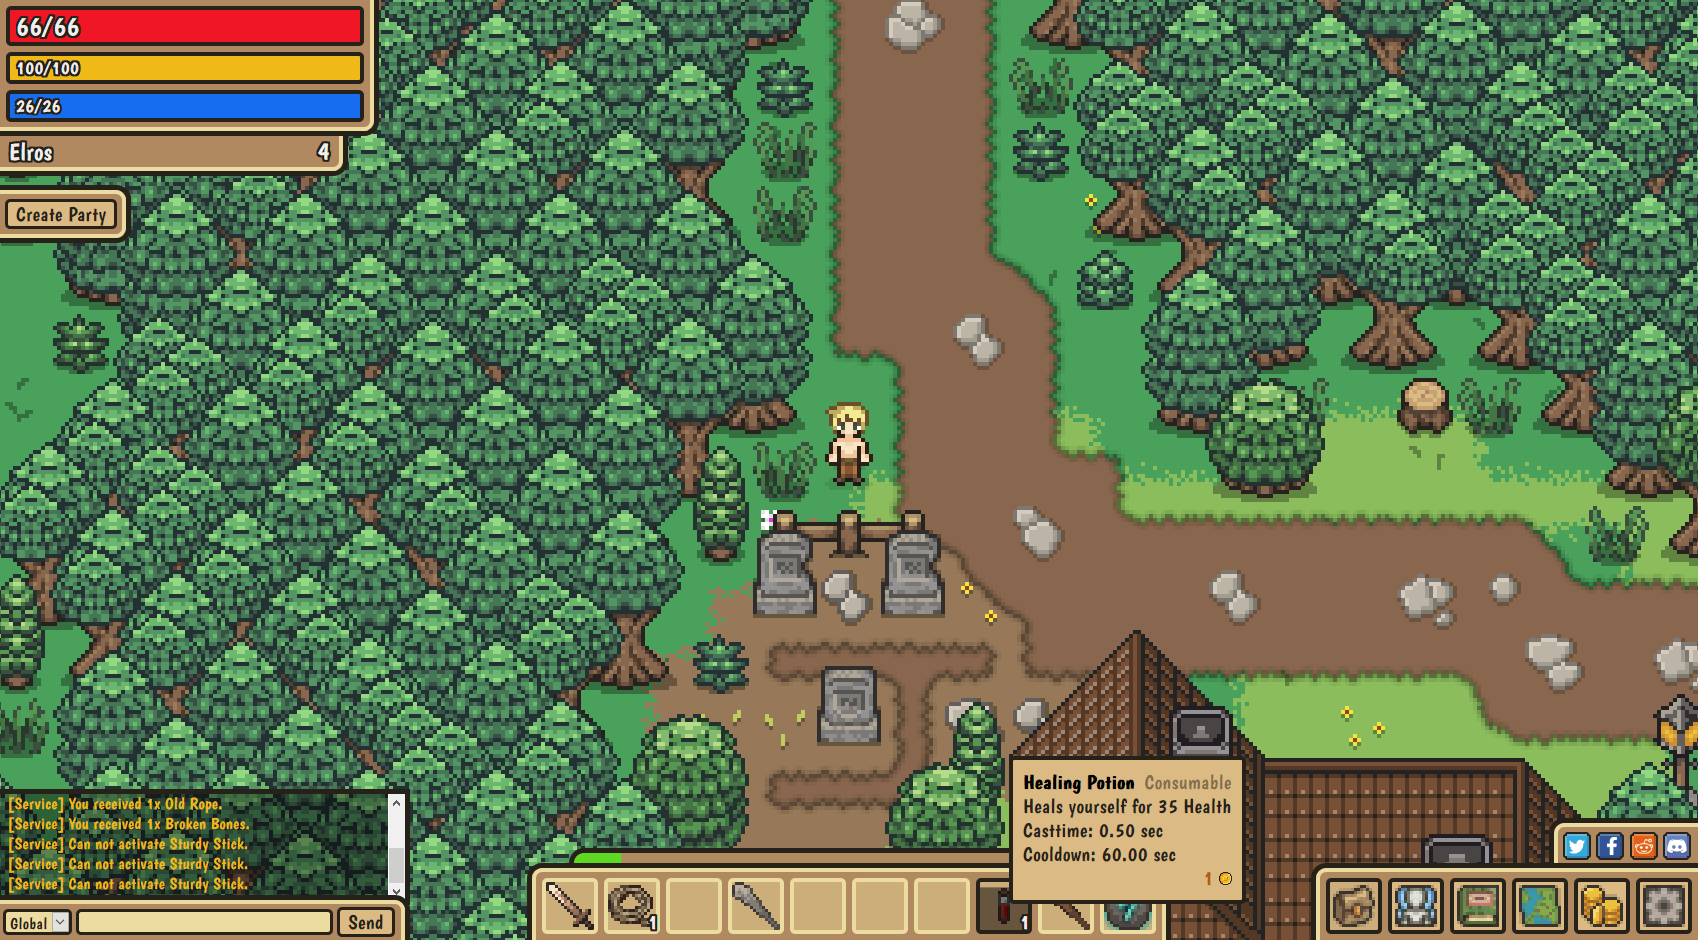 66/66
100/100
26/26
Elros 4
Create Party
[Service] You received 1x Old Rope.
[Service] You received 1x Broken Bones.
[Service] Can not activate Sturdy Stick.
[Service] Can not activate Sturdy Stick.
[Service] Can not activate Sturdy Stick.
Global
Send
1
1
Healing Potion Consumable
Heals yourself for 35 Health
Casttime: 0.50 sec
Cooldown: 60.00 sec
1